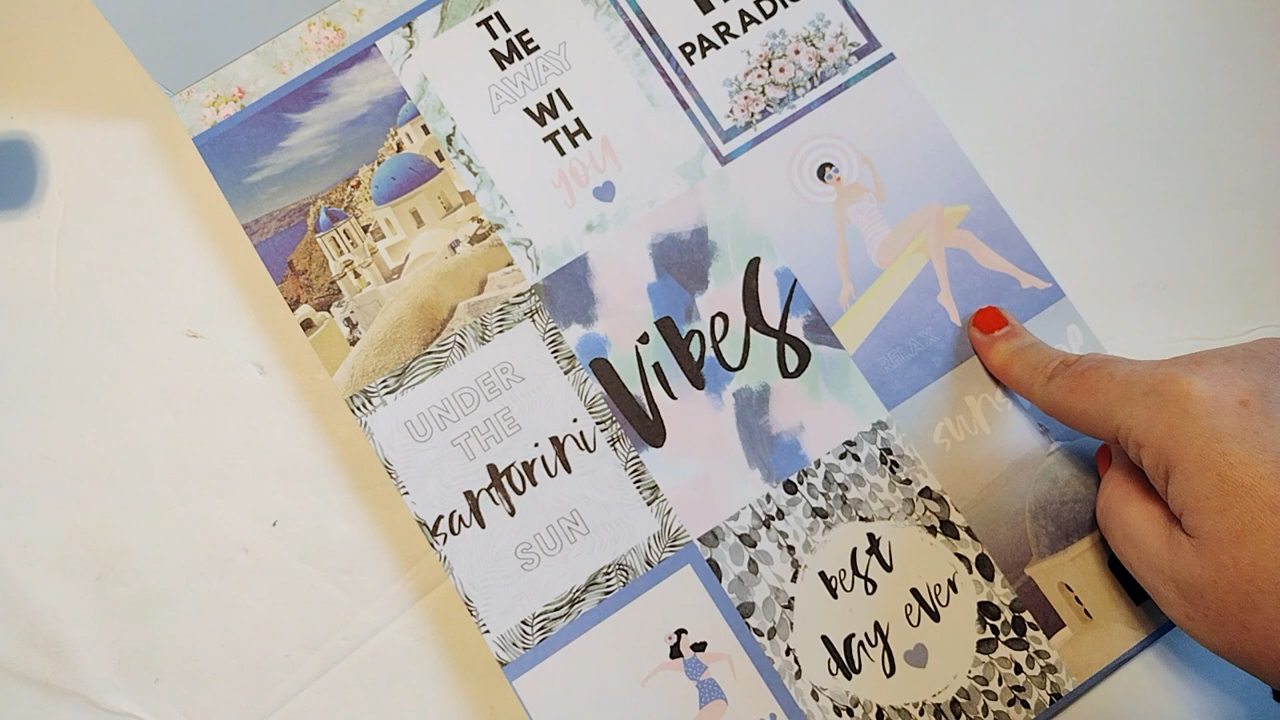 TI
ME
AWAY
WI
TH
you
PARADI
Vibes
RELAX
UNDER
THE
santorini
SUN
best
day ever